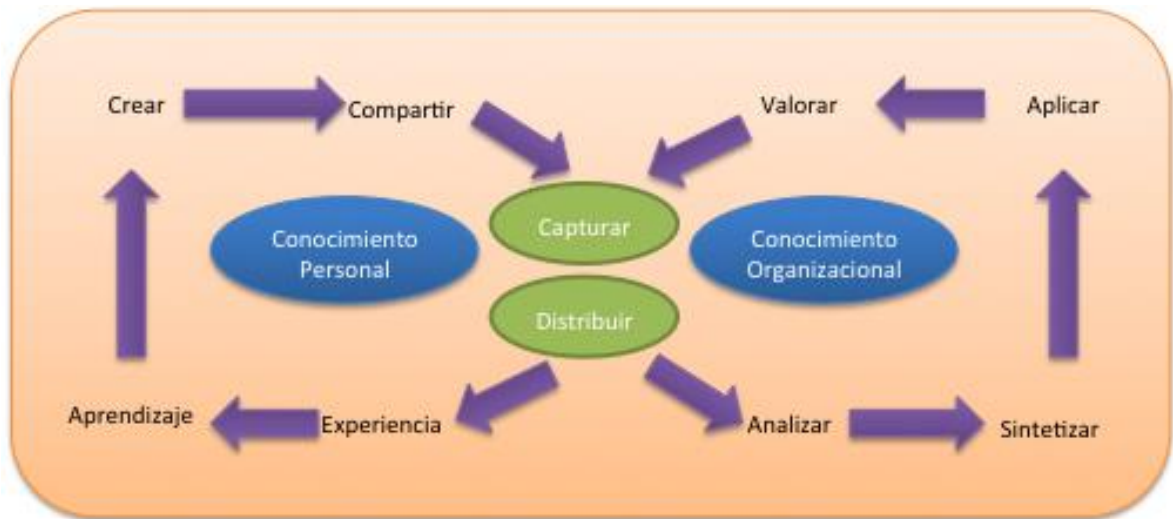 Crear
Compartir
Valorar
Aplicar
Capturar
Conocimiento
Personal
Conocimiento
Organizacional
Distribuir
Aprendizaje
Experiencia
Analizar
Sintetizar